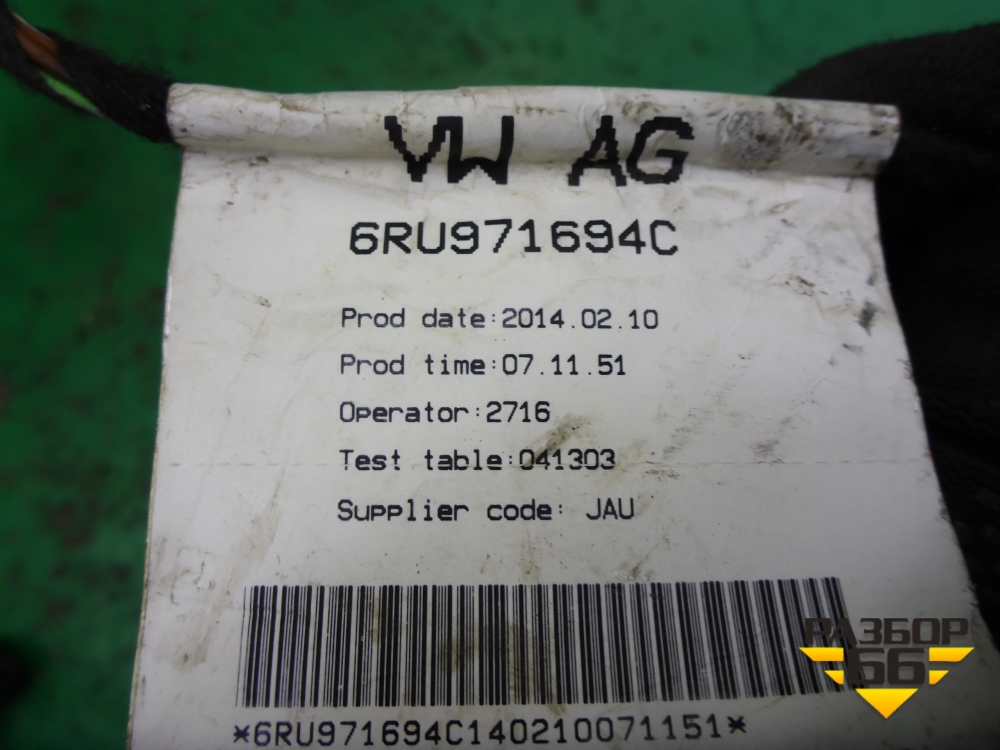 VW AG
6RU971694C
Prod date:2014.02.10
Prod time:07.11.51
Operator:2716
Test table:041303
Supplier code: JAU
*6RU971694C140210071151*
РАЗБОР
66